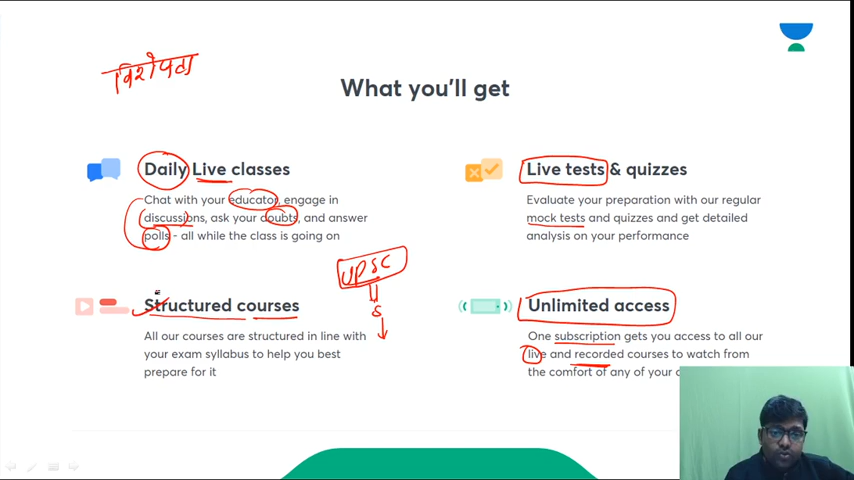 विशेषता
What you'll get
Daily Live classes
Chat with your educator, engage in
discussions, ask your doubts, and answer
polls - all while the class is going on
Live tests & quizzes
Evaluate your preparation with our regular
mock tests and quizzes and get detailed
analysis on your performance
UPSC
S
Structured courses
All our courses are structured in line with
your exam syllabus to help you best
prepare for it
Unlimited access
One subscription gets you access to all our
live and recorded courses to watch from
the comfort of any of your